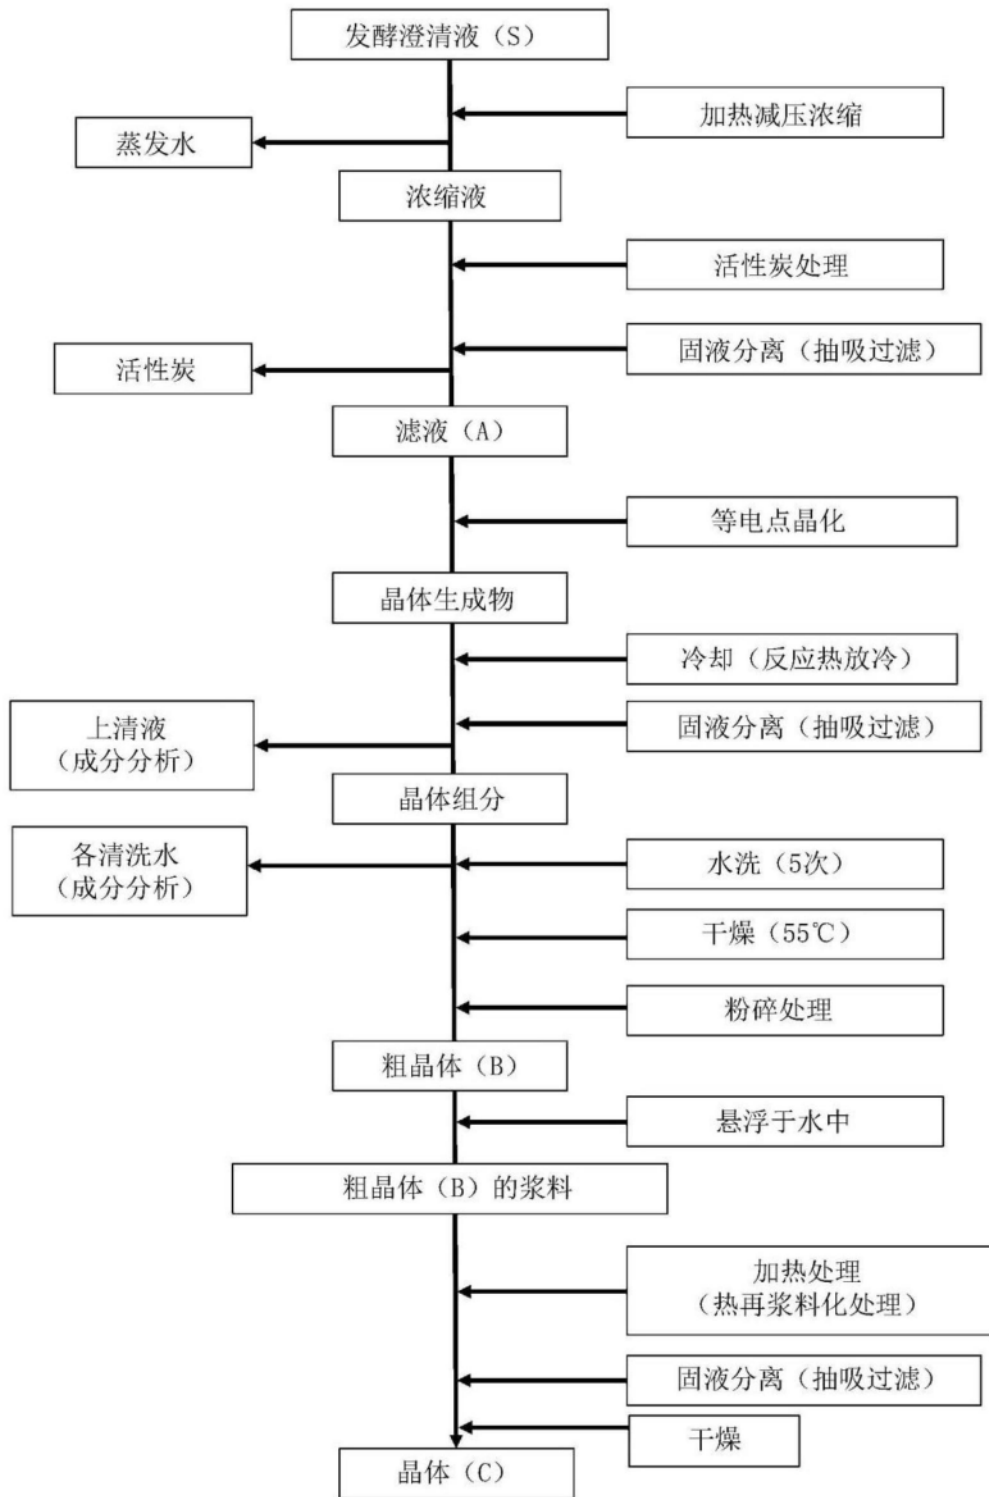 发酵澄清液（S）
加热减压浓缩
蒸发水
浓缩液
活性炭处理
固液分离（抽吸过滤）
活性炭
滤液（A）
等电点晶化
晶体生成物
冷却（反应热放冷）
上清液
（成分分析）
固液分离（抽吸过滤）
晶体组分
各清洗水
（成分分析）
水洗（5次）
干燥（55℃）
粉碎处理
粗晶体（B）
悬浮于水中
粗晶体（B）的浆料
加热处理
（热再浆料化处理）
固液分离（抽吸过滤）
干燥
晶体（C）